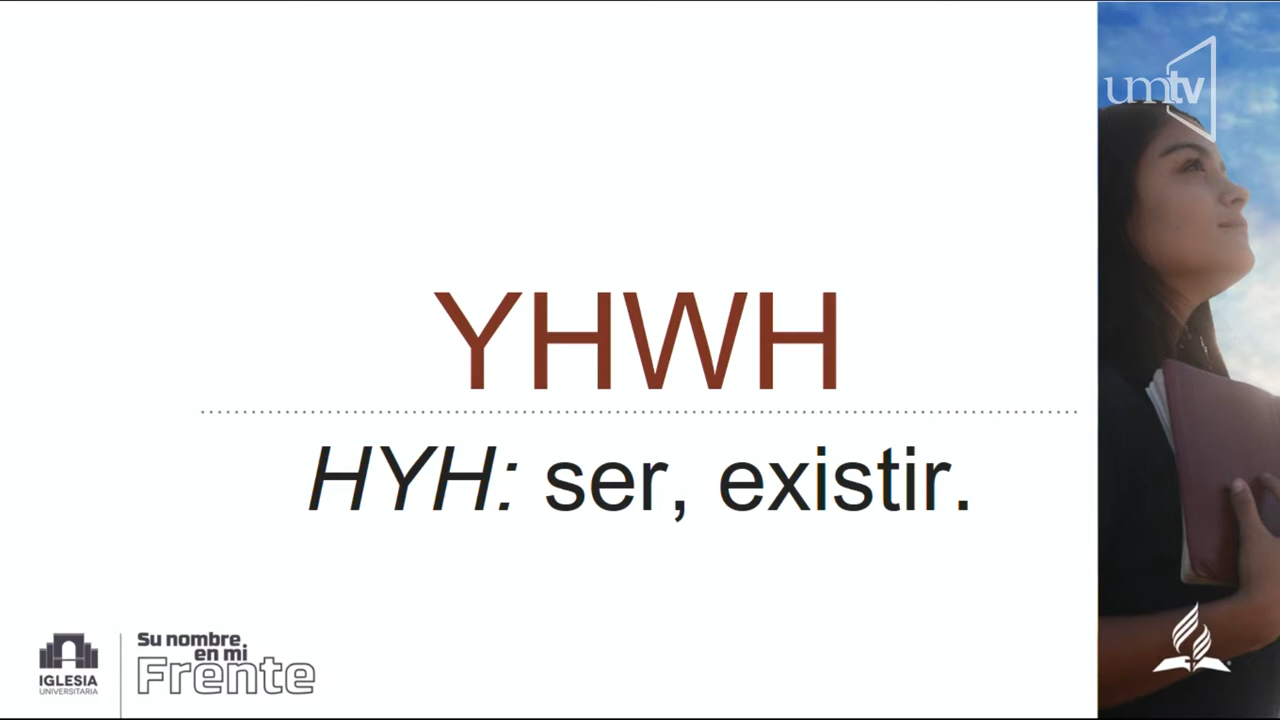 umtv
YHWH
HYH: ser, existir.
IGLESIA
UNIVERSITARIA
Su nombre
en mi
Frente